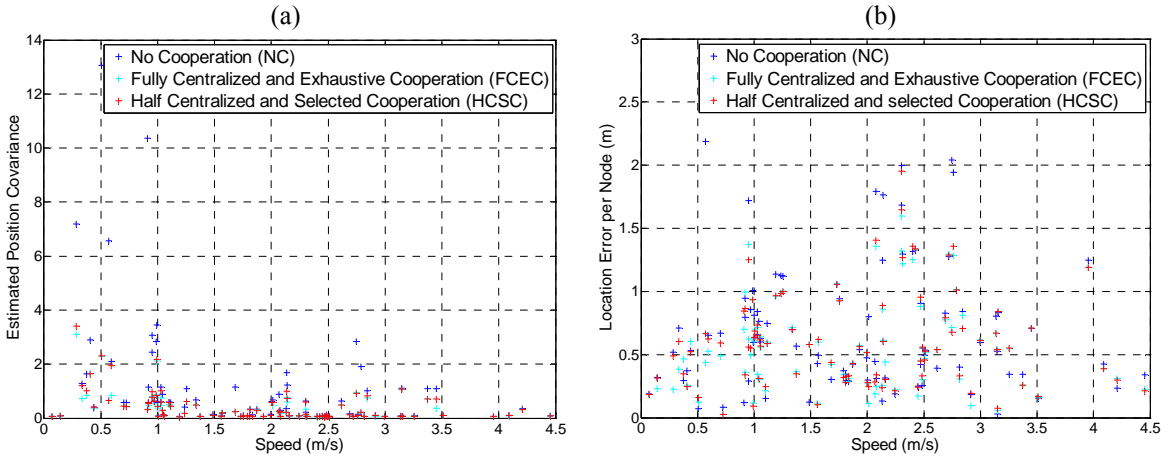 (a)
Estimated Position Covariance
14
12
10
8
6
4
2
0
No Cooperation (NC)
Fully Centralized and Exhaustive Cooperation (FCEC)
Half Centralized and Selected Cooperation (HCSC)
0 0.5 1 1.5 2 2.5 3 3.5 4 4.5
Speed (m/s)
(b)
Location Error per Node (m)
3
2.5
2
1.5
1
0.5
0
No Cooperation (NC)
Fully Centralized and Exhaustive Cooperation (FCEC)
Half Centralized and selected Cooperation (HCSC)
0 0.5 1 1.5 2 2.5 3 3.5 4 4.5
Speed (m/s)